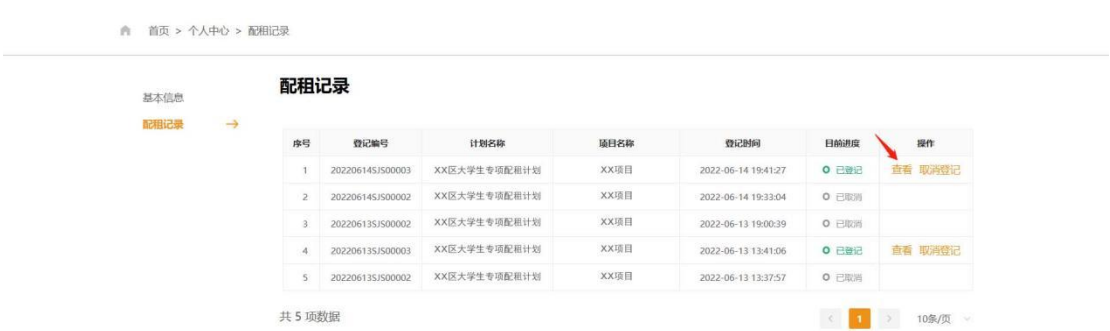 首页 > 个人中心 > 配租记录
配租记录
基本信息
配租记录 →
序号 登记编号 计划名称 项目名称 登记时间 目前进度 操作
1 20220614SJS00003 XX区大学生专项配租计划 XX项目 2022-06-14 19:41:27 已登记 查看 取消登记
2 20220614SJS00002 XX区大学生专项配租计划 XX项目 2022-06-14 19:33:04 已取消
3 20220613SJS00002 XX区大学生专项配租计划 XX项目 2022-06-13 19:00:39 已取消
4 20220613SJS00003 XX区大学生专项配租计划 XX项目 2022-06-13 13:41:06 已登记 查看 取消登记
5 20220613SJS00002 XX区大学生专项配租计划 XX项目 2022-06-13 13:37:57 已取消
共 5 项数据 < 1 > 10条/页